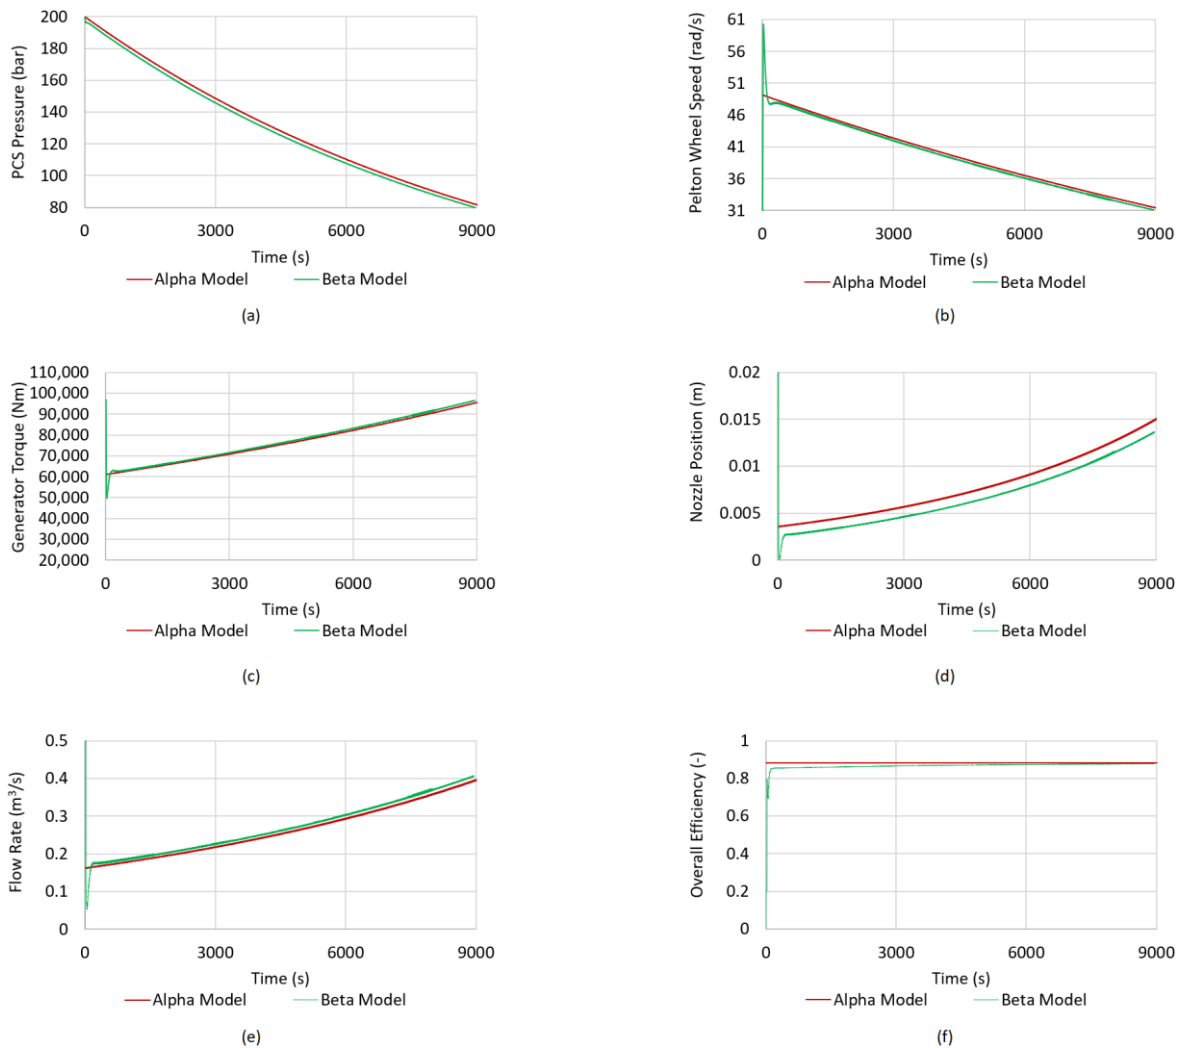 PCS Pressure (bar)
200
180
160
140
120
100
80
0 3000 6000 9000
Time (s)
Alpha Model Beta Model
(a)
Pelton Wheel Speed (rad/s)
61
56
51
46
41
36
31
0 3000 6000 9000
Time (s)
Alpha Model Beta Model
(b)
Generator Torque (Nm)
110,000
100,000
90,000
80,000
70,000
60,000
50,000
40,000
30,000
20,000
0 3000 6000 9000
Time (s)
Alpha Model Beta Model
(c)
Nozzle Position (m)
0.02
0.015
0.01
0.005
0
0 3000 6000 9000
Time (s)
Alpha Model Beta Model
(d)
Flow Rate (m³/s)
0.5
0.4
0.3
0.2
0.1
0
0 3000 6000 9000
Time (s)
Alpha Model Beta Model
(e)
Overall Efficiency (-)
1
0.8
0.6
0.4
0.2
0
0 3000 6000 9000
Time (s)
Alpha Model Beta Model
(f)